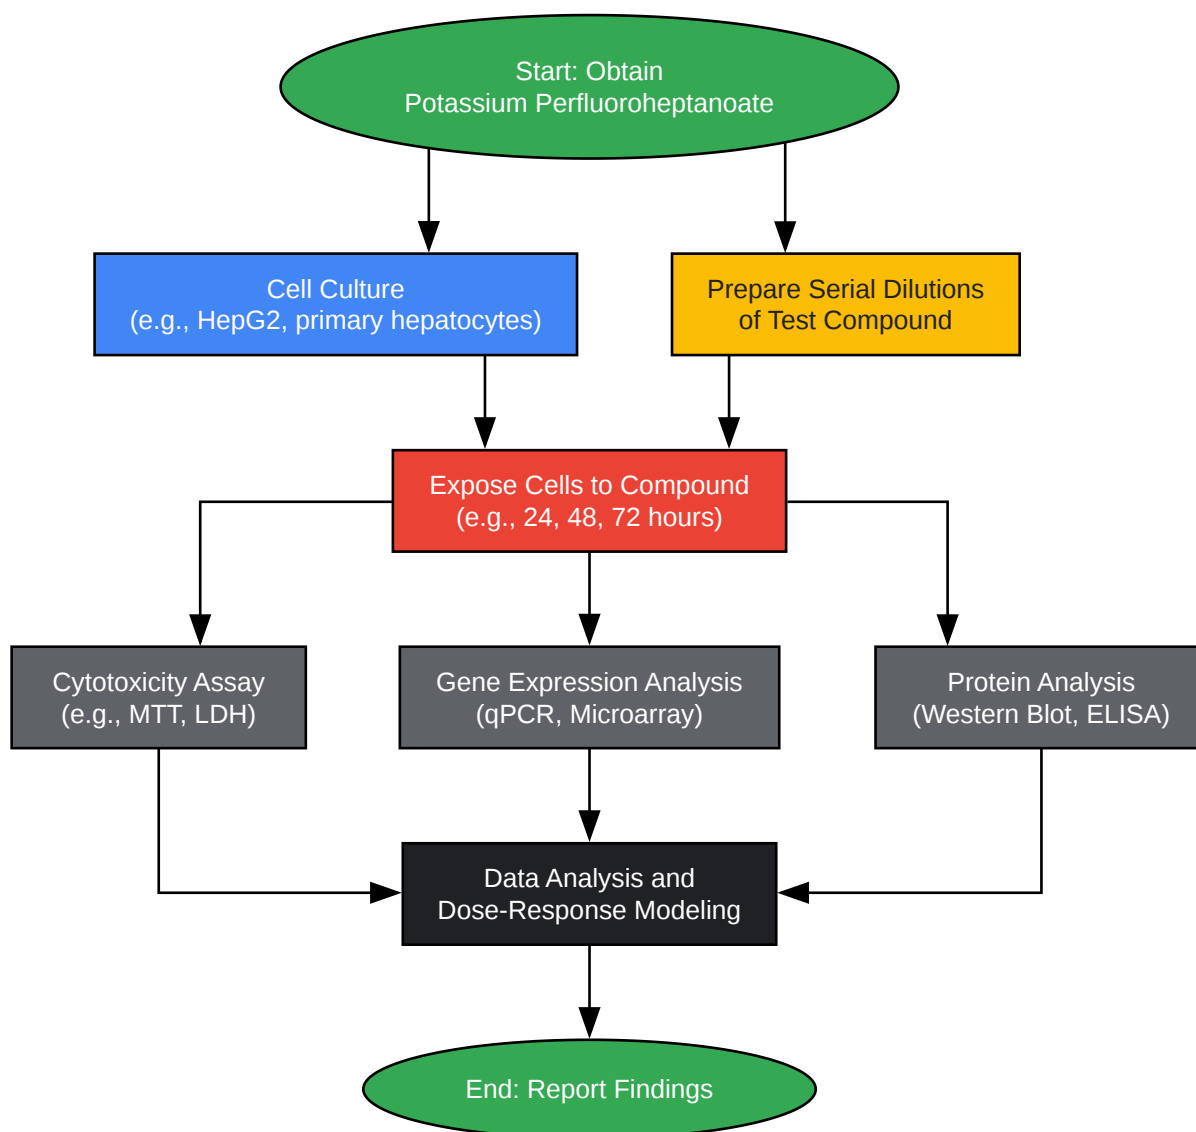 Start: Obtain
Potassium Perfluoroheptanoate
Cell Culture
(e.g., HepG2, primary hepatocytes)
Prepare Serial Dilutions
of Test Compound
Expose Cells to Compound
(e.g., 24, 48, 72 hours)
Cytotoxicity Assay
(e.g., MTT, LDH)
Gene Expression Analysis
(qPCR, Microarray)
Protein Analysis
(Western Blot, ELISA)
Data Analysis and
Dose-Response Modeling
End: Report Findings